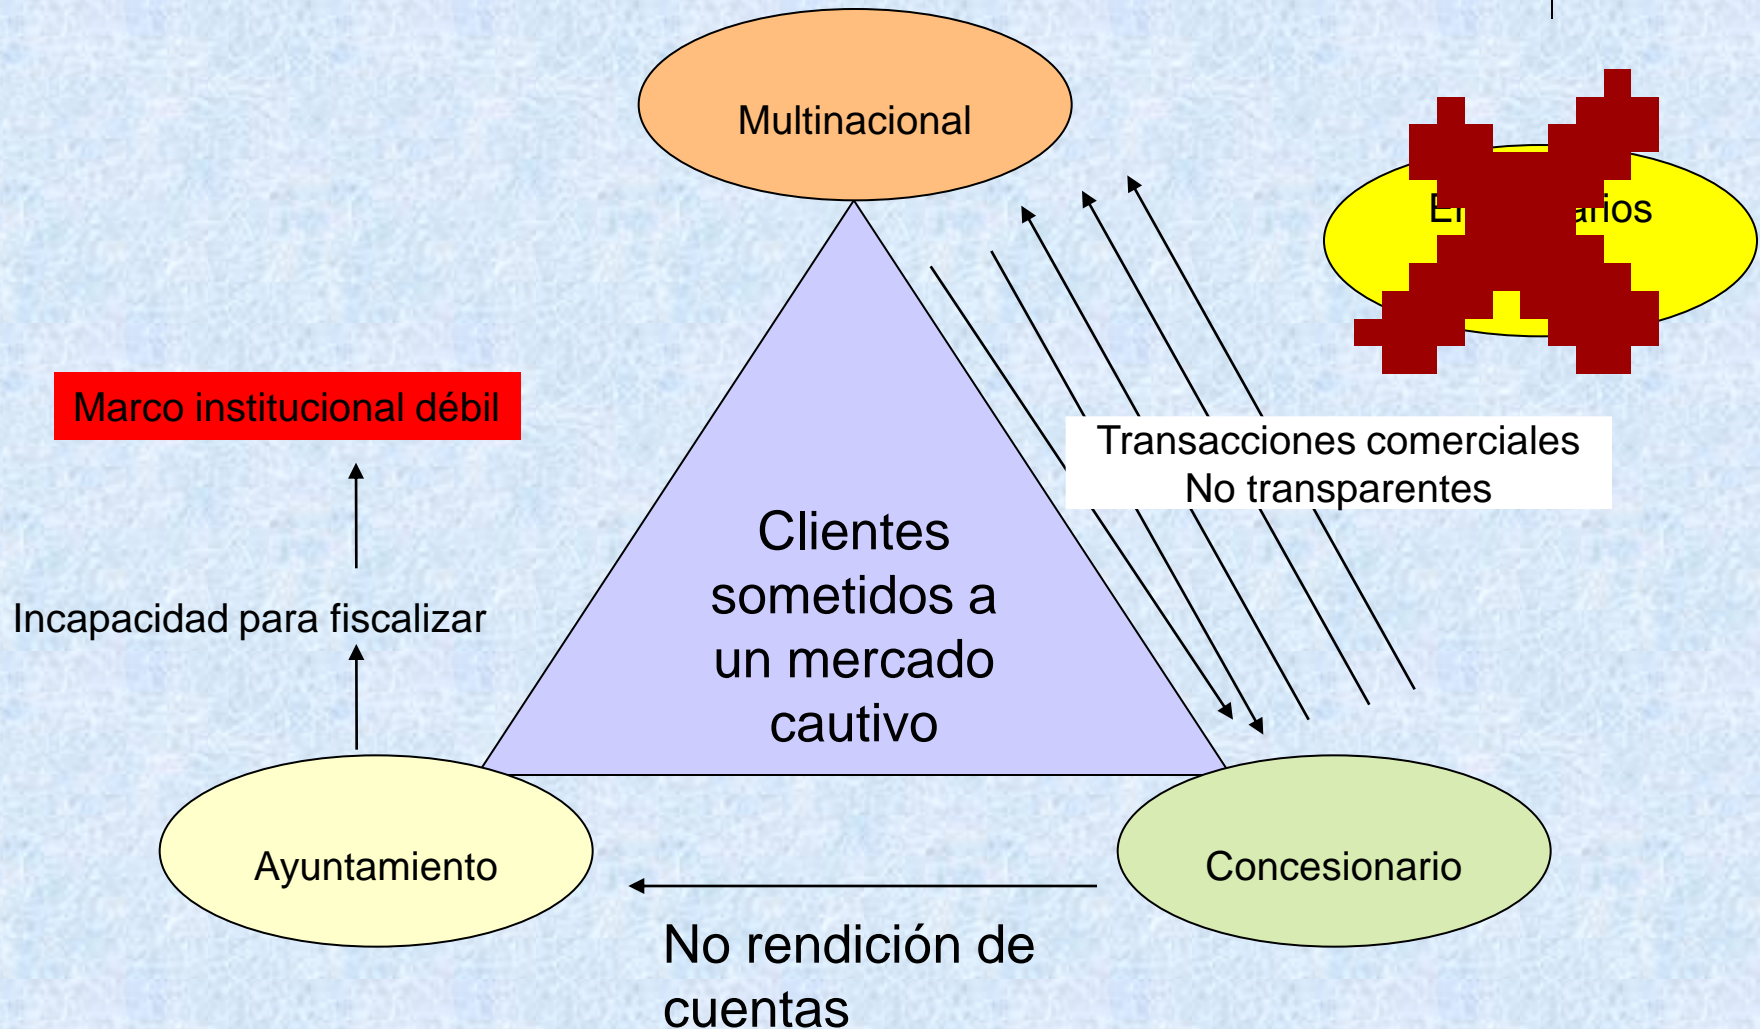 Multinacional
Marco institucional débil
Transacciones comerciales
No transparentes
Clientes
sometidos a
un mercado
cautivo
Incapacidad para fiscalizar
Ayuntamiento
Concesionario
No rendición de
cuentas